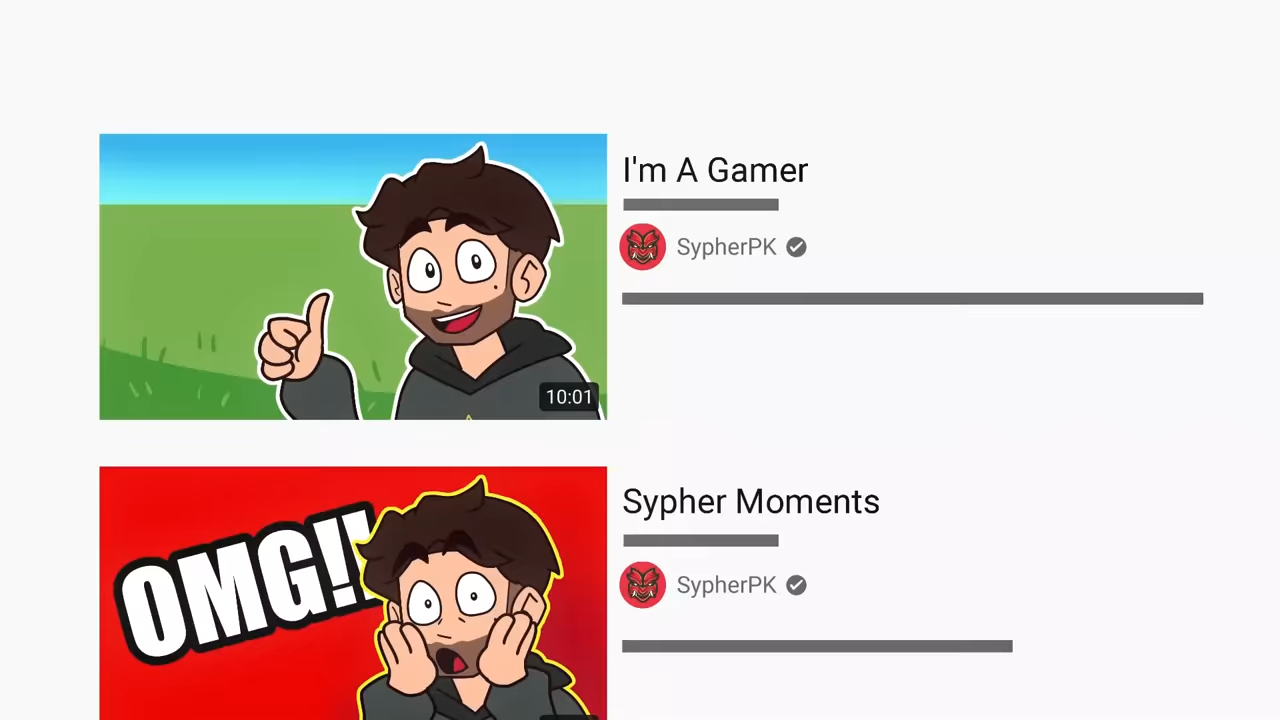 I'm A Gamer
SypherPK
10:01
OMG!!
Sypher Moments
SypherPK